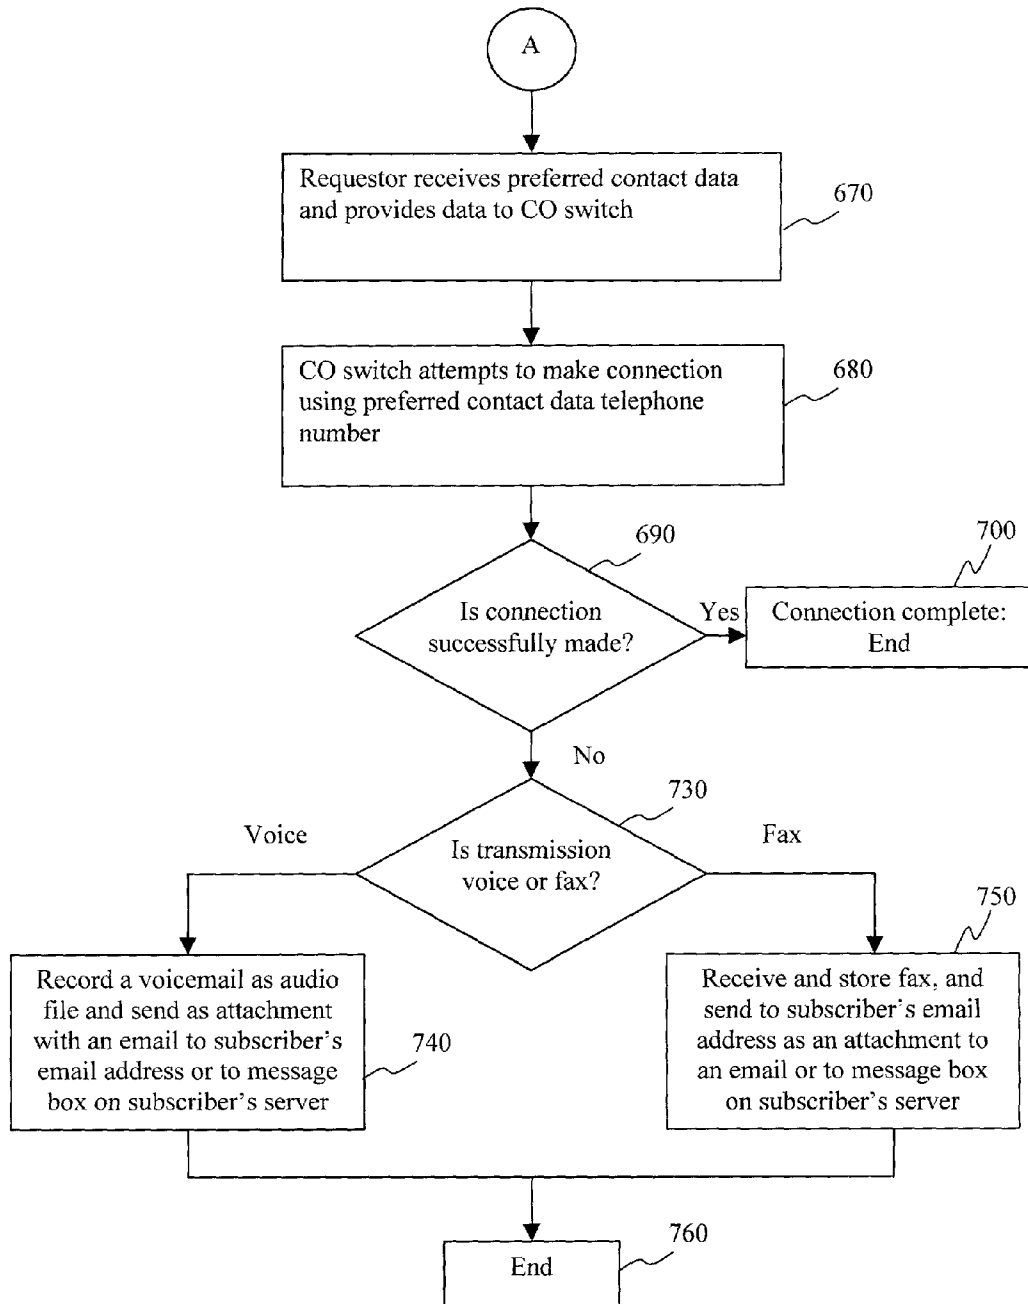 A
Requestor receives preferred contact data
and provides data to CO switch
670
CO switch attempts to make connection
using preferred contact data telephone
number
680
690
Is connection
successfully made?
Yes
700
Connection complete:
End
No
730
Is transmission
voice or fax?
Voice
Fax
Record a voicemail as audio
file and send as attachment
with an email to subscriber's
email address or to message
box on subscriber's server
740
750
Receive and store fax, and
send to subscriber's email
address as an attachment to
an email or to message box
on subscriber's server
760
End